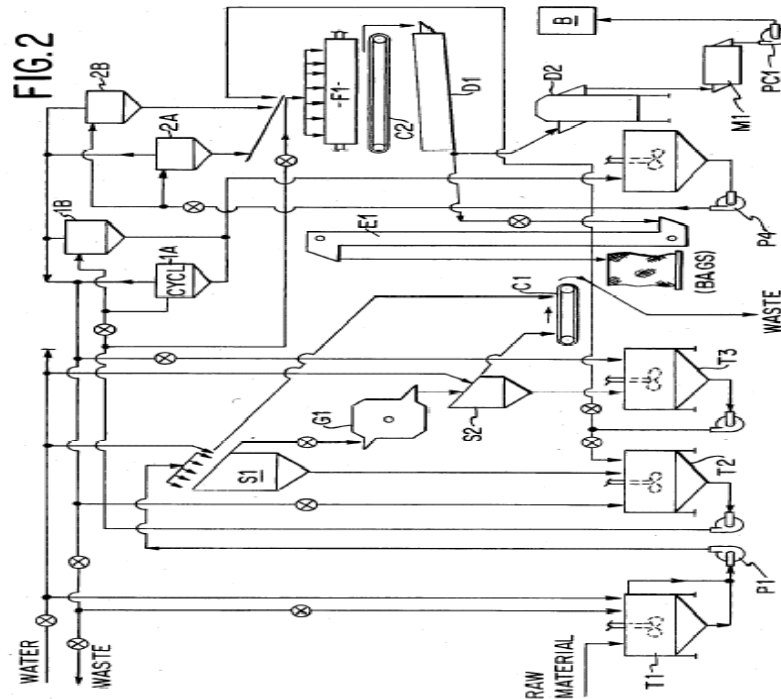 FIG.2
2B
2A
1B
CYCL-1A
-F1-
C2
D1
D2
B
M1
PC1
P4
E1
(BAGS)
C1
WASTE
G1
S2
S1
T3
T2
P1
WATER
WASTE
RAW
MATERIAL
T1